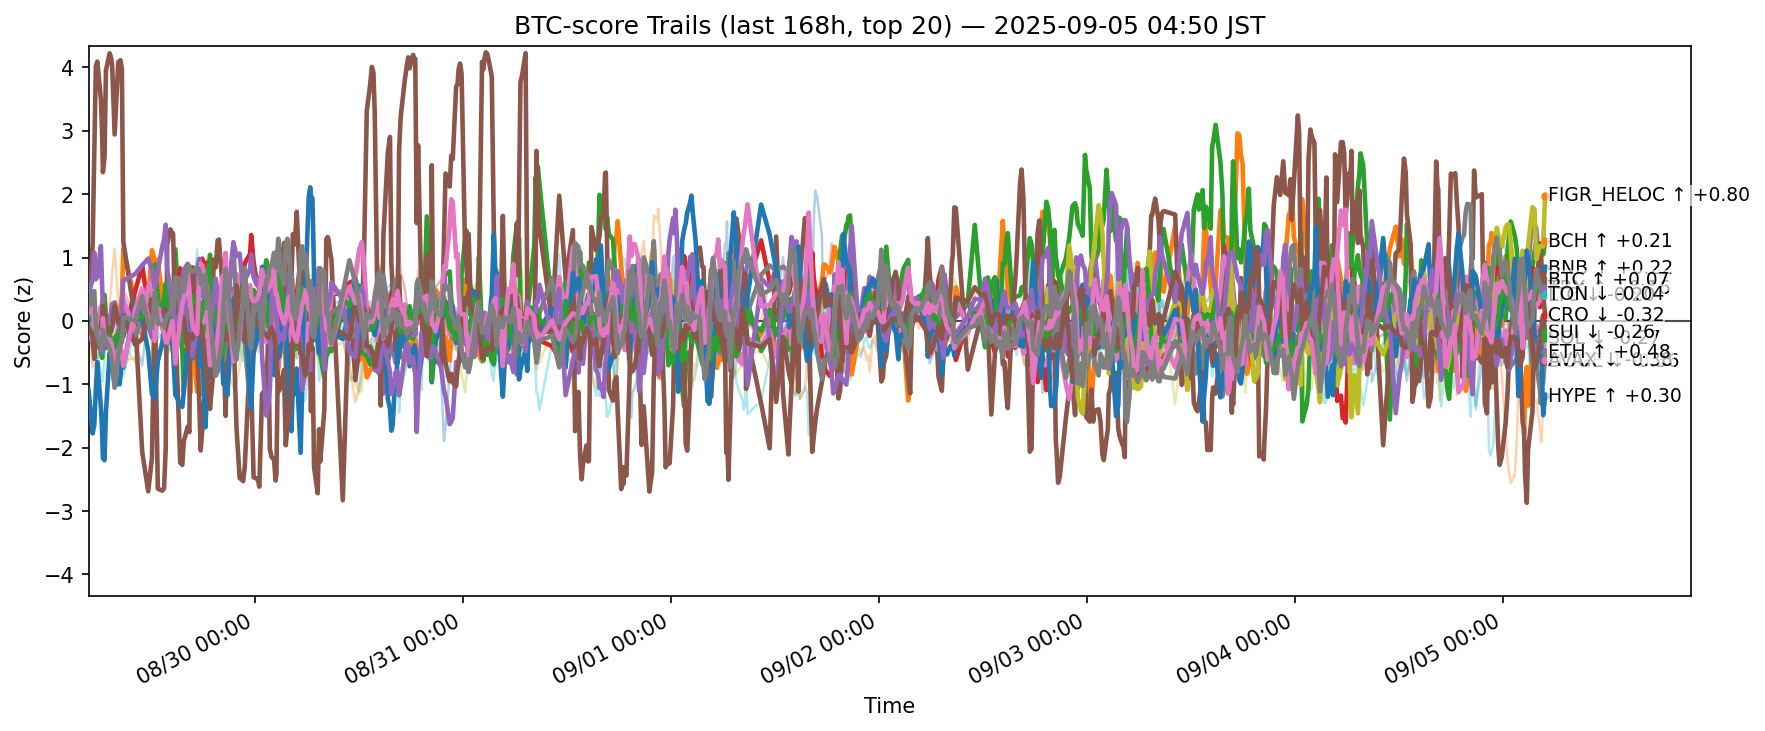 BTC-score Trails (last 168h, top 20) — 2025-09-05 04:50 JST
Score (z)
4
3
2
1
0
−1
−2
−3
−4
FIGR_HELOC ↑ +0.80
BCH ↑ +0.21
BNB ↑ +0.22
BTC ↑ +0.07
TON ↓ -0.04
CRO ↓ -0.32
SUI ↓ -0.26
SOL ↓ -0.27
ETH ↑ +0.48
HYPE ↑ +0.30
08/30 00:00
08/31 00:00
09/01 00:00
09/02 00:00
09/03 00:00
09/04 00:00
09/05 00:00
Time